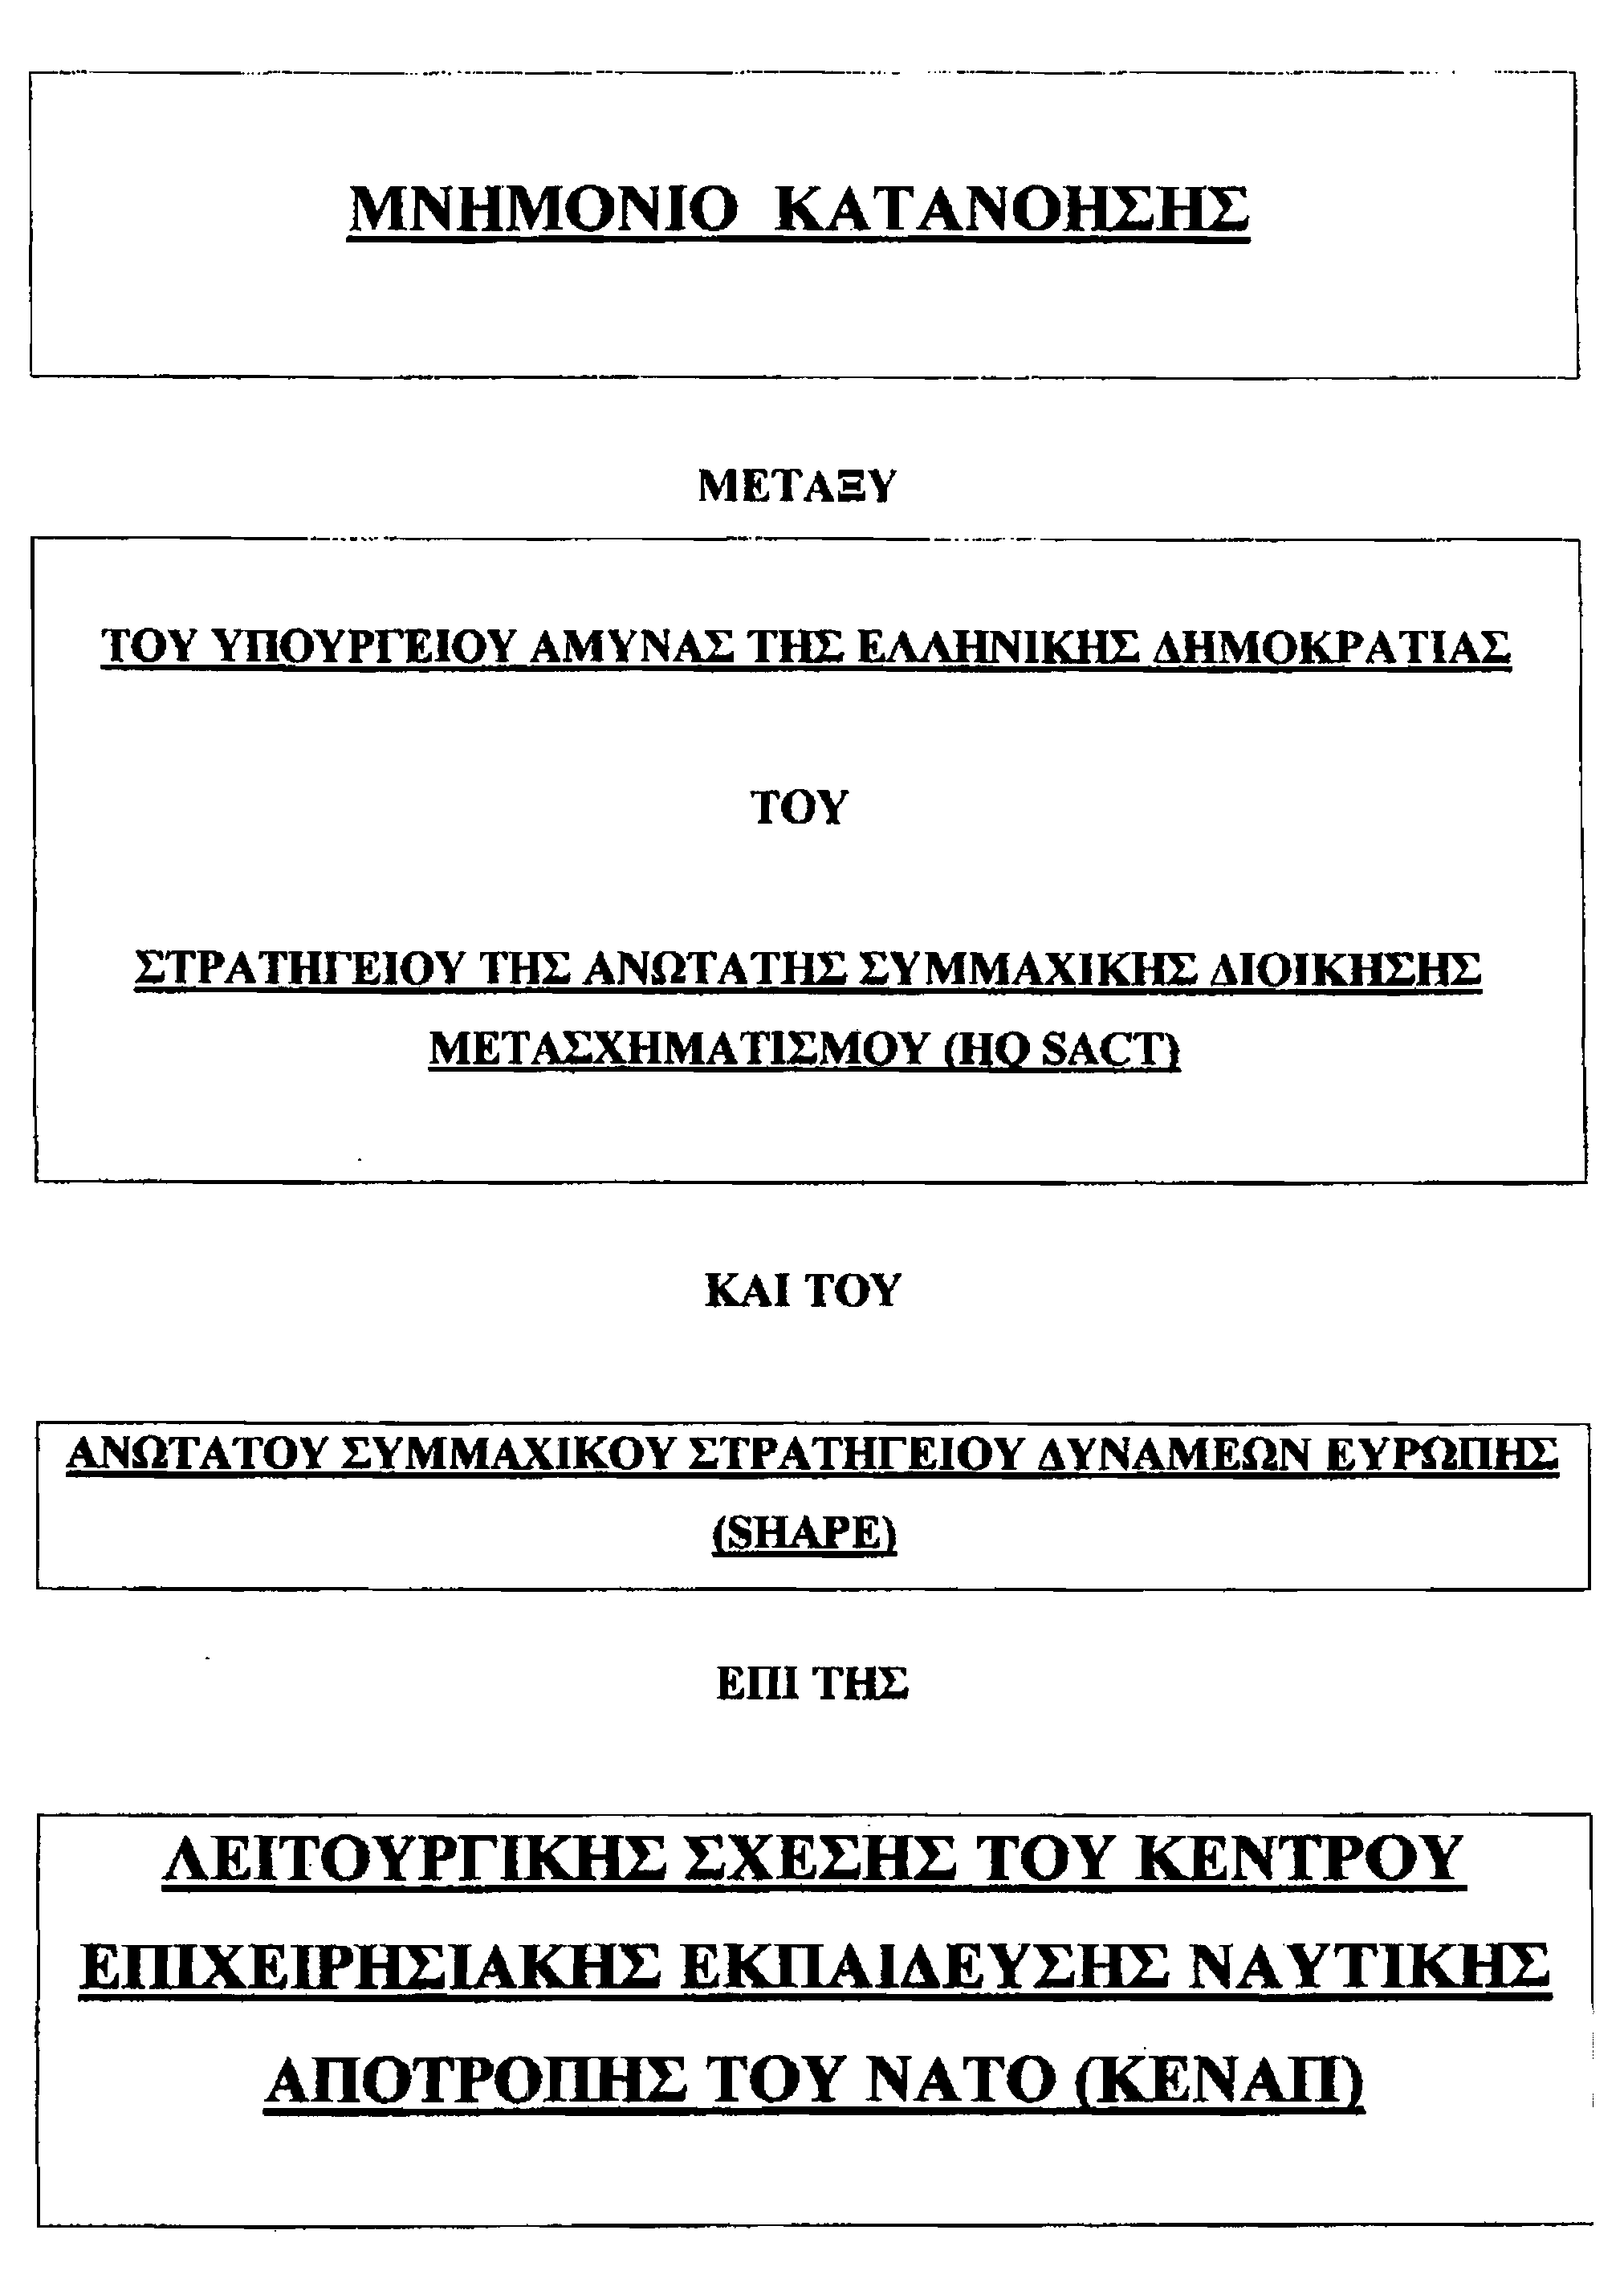 ΜΝΗΜΟΝΙΟ ΚΑΤΑΝΟΗΣΗΣ
ΜΕΤΑΞΥ
ΤΟΥ ΥΠΟΥΡΓΕΙΟΥ ΑΜΥΝΑΣ ΤΗΣ ΕΛΛΗΝΙΚΗΣ ΔΗΜΟΚΡΑΤΙΑΣ
ΤΟΥ
ΣΤΡΑΤΗΓΕΙΟΥ ΤΗΣ ΑΝΩΤΑΤΗΣ ΣΥΜΜΑΧΙΚΗΣ ΔΙΟΙΚΗΣΗΣ
ΜΕΤΑΣΧΗΜΑΤΙΣΜΟΥ (HQ SACT)
ΚΑΙ ΤΟΥ
ΑΝΩΤΑΤΟΥ ΣΥΜΜΑΧΙΚΟΥ ΣΤΡΑΤΗΓΕΙΟΥ ΔΥΝΑΜΕΩΝ ΕΥΡΩΠΗΣ
(SHAPE)
ΕΠΙ ΤΗΣ
ΛΕΙΤΟΥΡΓΙΚΗΣ ΣΧΕΣΗΣ ΤΟΥ ΚΕΝΤΡΟΥ
ΕΠΙΧΕΙΡΗΣΙΑΚΗΣ ΕΚΠΑΙΔΕΥΣΗΣ ΝΑΥΤΙΚΗΣ
ΑΠΟΤΡΟΠΗΣ ΤΟΥ ΝΑΤΟ (ΚΕΝΑΠ)